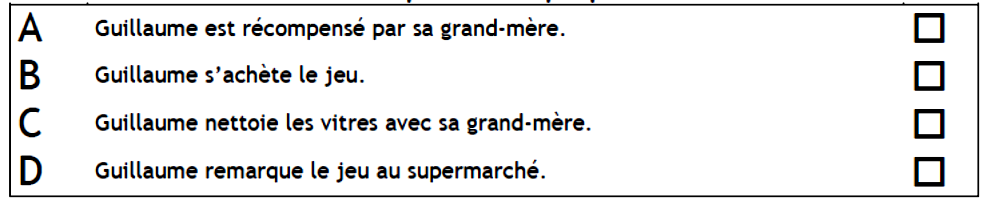 A Guillaume est récompensé par sa grand-mère.
B Guillaume s'achète le jeu.
C Guillaume nettoie les vitres avec sa grand-mère.
D Guillaume remarque le jeu au supermarché.